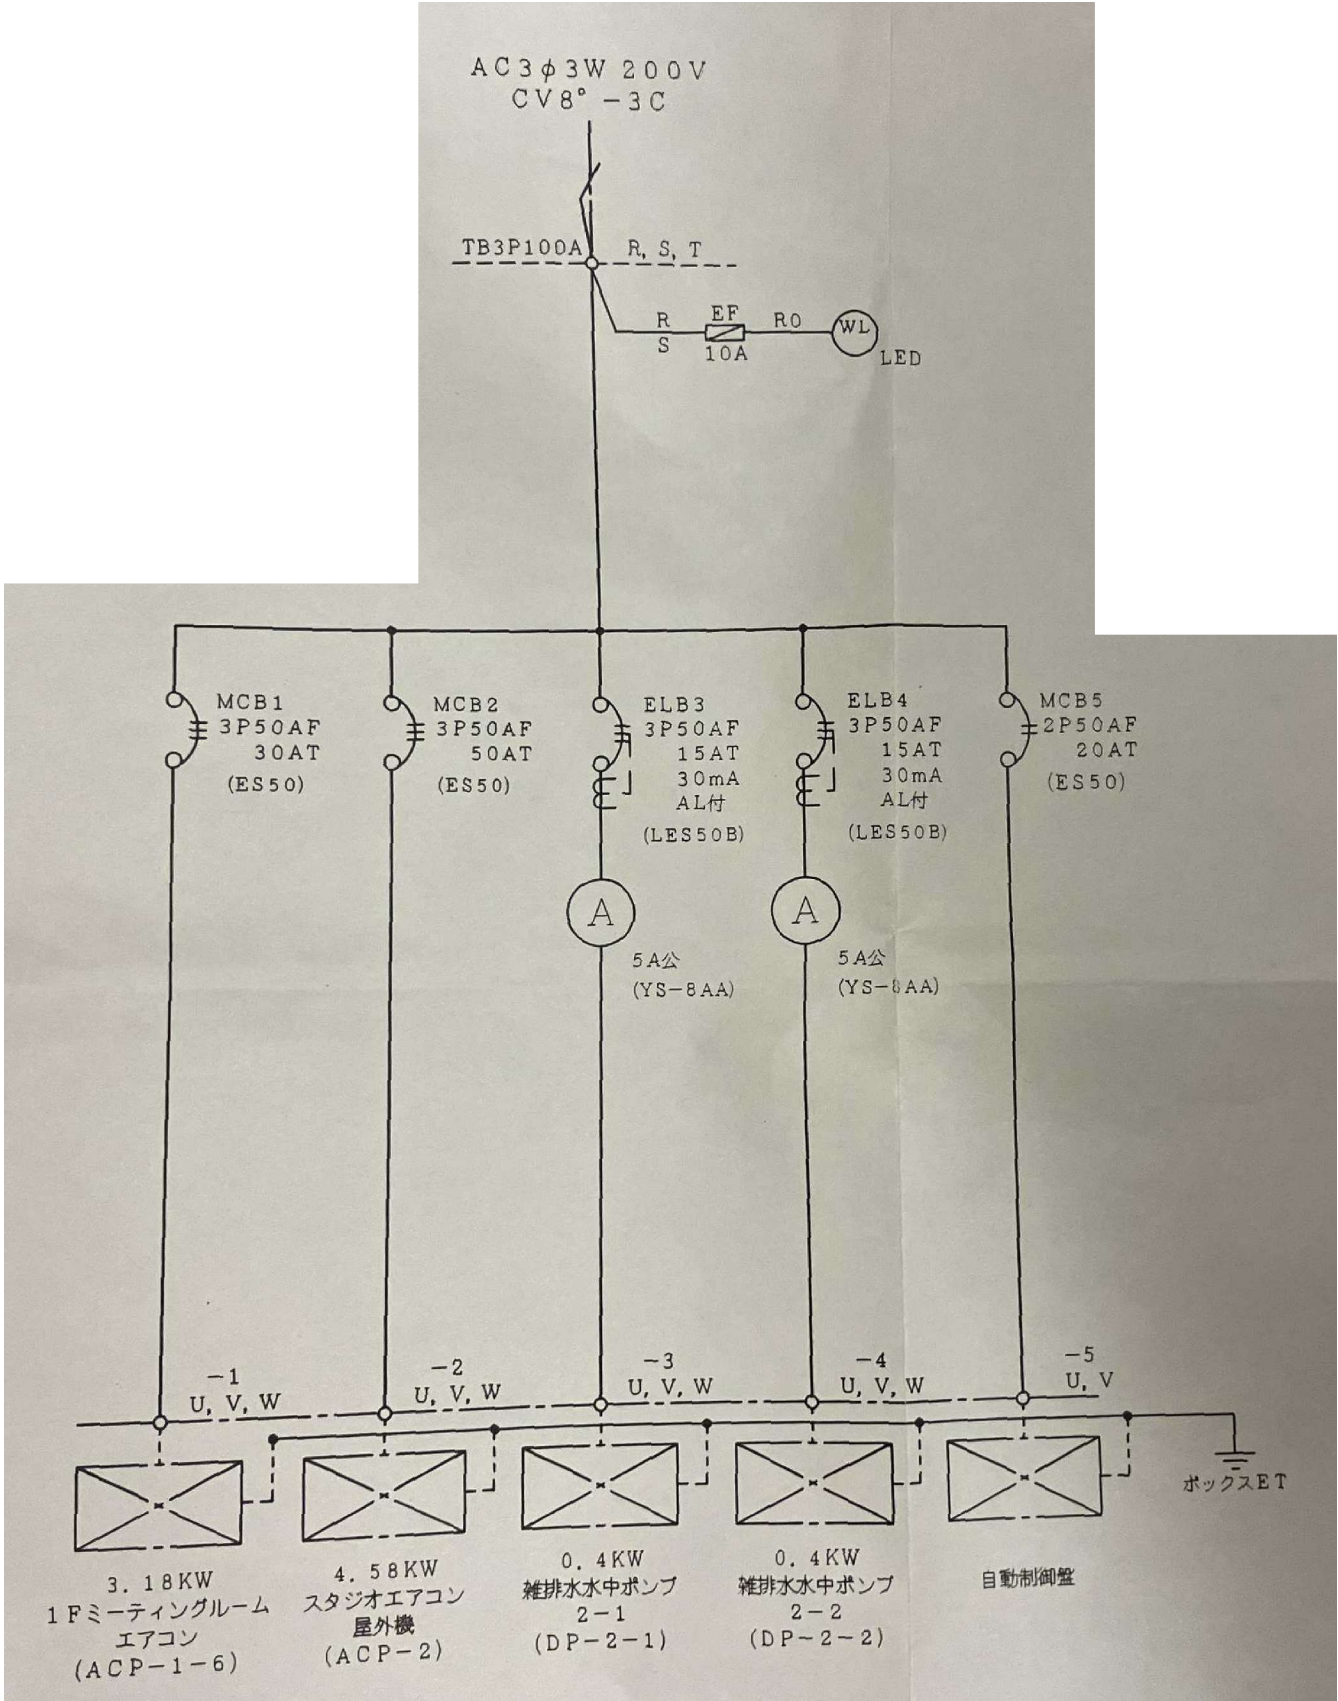 AC3φ3W 200V
CV8°-3C
TB3P100A
R, S, T
R
S
EF
10A
R0
WL
LED
MCB1
3P50AF
30AT
(ES50)
MCB2
3P50AF
50AT
(ES50)
ELB3
3P50AF
15AT
30mA
AL付
(LES50B)
ELB4
3P50AF
15AT
30mA
AL付
(LES50B)
MCB5
2P50AF
20AT
(ES50)
A
5A公
(YS-8AA)
A
5A公
(YS-8AA)
-1
U, V, W
-2
U, V, W
-3
U, V, W
-4
U, V, W
-5
U, V
ボックスET
3.18KW
1Fミーティングルーム
エアコン
(ACP-1-6)
4.58KW
スタジオエアコン
屋外機
(ACP-2)
0.4KW
雑排水水中ポンプ
2-1
(DP-2-1)
0.4KW
雑排水水中ポンプ
2-2
(DP-2-2)
自動制御盤